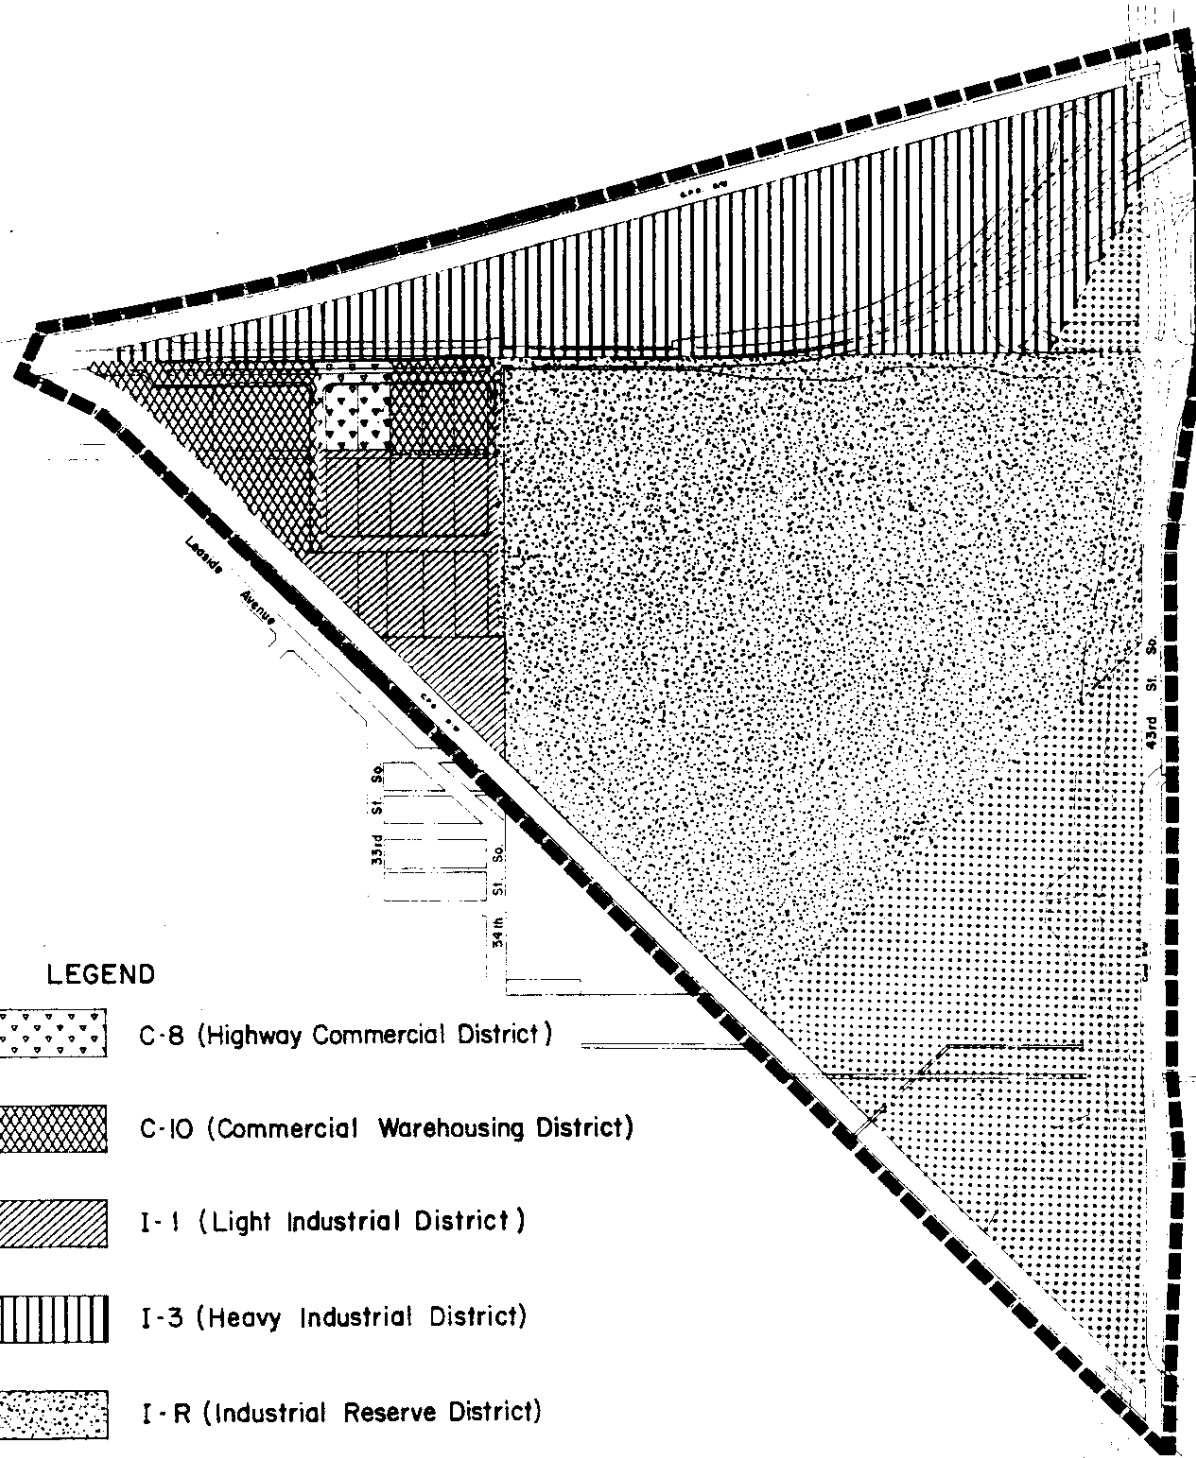 C.P.R. R/W
Leaside
Avenue
C.P.R. R/W
43rd St. So.
33rd St. So.
34th St. So.
LEGEND
C-8 (Highway Commercial District)
C-10 (Commercial Warehousing District)
I-1 (Light Industrial District)
I-3 (Heavy Industrial District)
I-R (Industrial Reserve District)